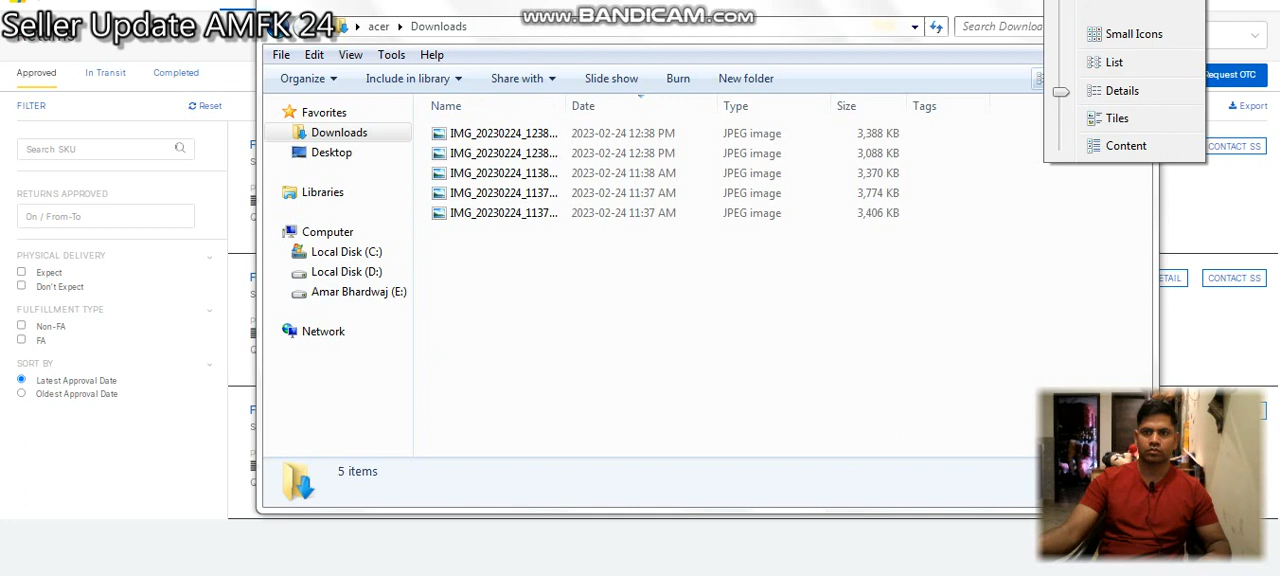 www.BANDICAM.com
Seller Update AMFK 24
acer Downloads
Search Downloa
File Edit View Tools Help
Organize Include in library Share with Slide show Burn New folder
Small Icons
List
Details
Tiles
Content
Approved In Transit Completed
FILTER Reset
Search SKU
RETURNS APPROVED
On / From-To
PHYSICAL DELIVERY
Expect
Don't Expect
FULFILLMENT TYPE
Non-FA
FA
SORT BY
Latest Approval Date
Oldest Approval Date
Favorites
Downloads
Desktop
Libraries
Computer
Local Disk (C:)
Local Disk (D:)
Amar Bhardwaj (E:)
Network
Name Date Type Size Tags
IMG_20230224_1238... 2023-02-24 12:38 PM JPEG image 3,388 KB
IMG_20230224_1238... 2023-02-24 12:38 PM JPEG image 3,088 KB
IMG_20230224_1138... 2023-02-24 11:38 AM JPEG image 3,370 KB
IMG_20230224_1137... 2023-02-24 11:37 AM JPEG image 3,774 KB
IMG_20230224_1137... 2023-02-24 11:37 AM JPEG image 3,406 KB
5 items
Request OTC
Export
CONTACT SS
ETAIL CONTACT SS